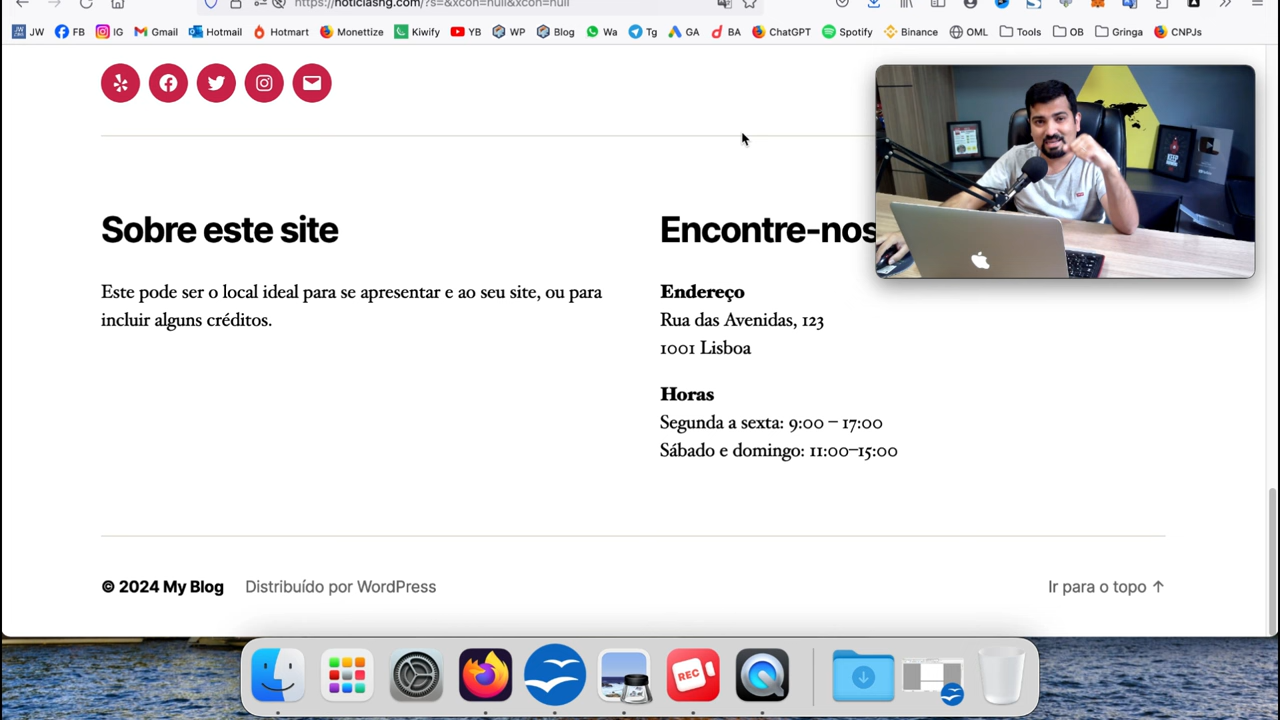 https://noticiasng.com/?s=&xcon=null&xcon=null
JW FB IG Gmail Hotmail Hotmart Monettize Kiwify YB WP Blog Wa Tg GA BA ChatGPT Spotify Binance OML Tools OB Gringa CNPJs
Sobre este site
Este pode ser o local ideal para se apresentar e ao seu site, ou para
incluir alguns créditos.
Encontre-nos
Endereço
Rua das Avenidas, 123
1001 Lisboa
Horas
Segunda a sexta: 9:00 – 17:00
Sábado e domingo: 11:00–15:00
© 2024 My Blog Distribuído por WordPress
Ir para o topo ↑
REC